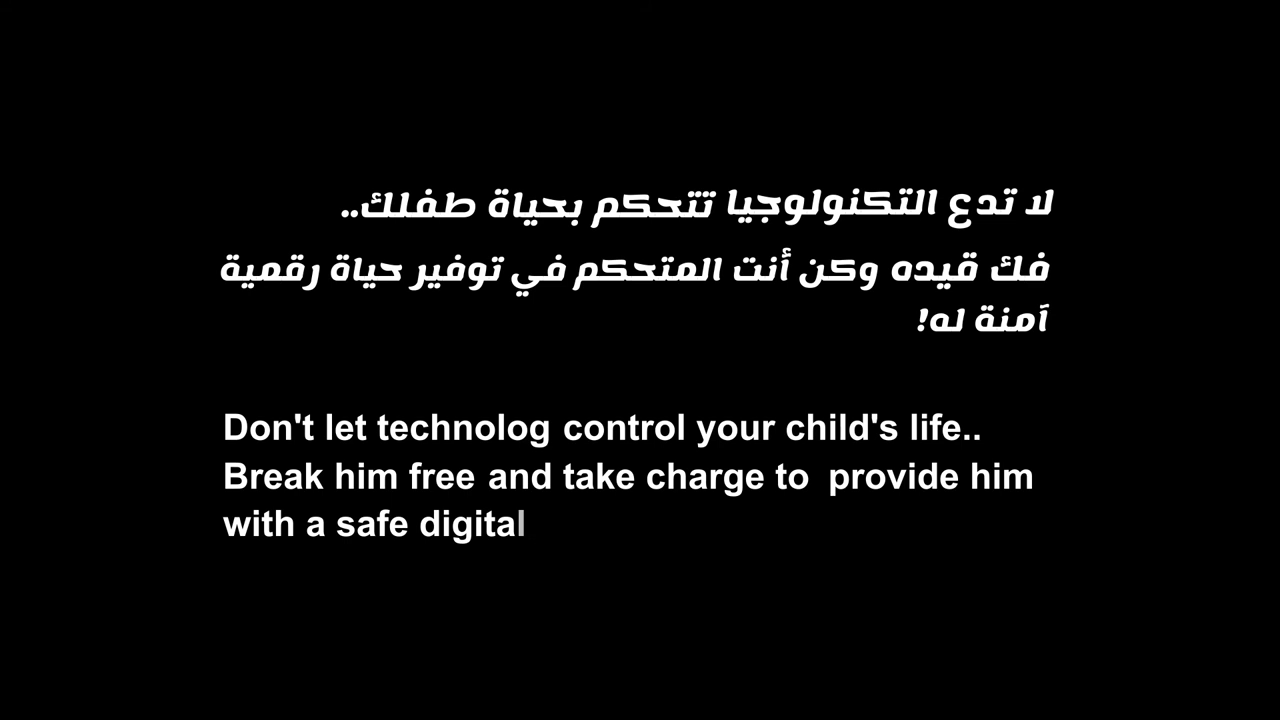 لا تدع التكنولوجيا تتحكم بحياة طفلك..
فك قيده وكن أنت المتحكم في توفير حياة رقمية
آمنة له!
Don't let technolog control your child's life..
Break him free and take charge to provide him
with a safe digital